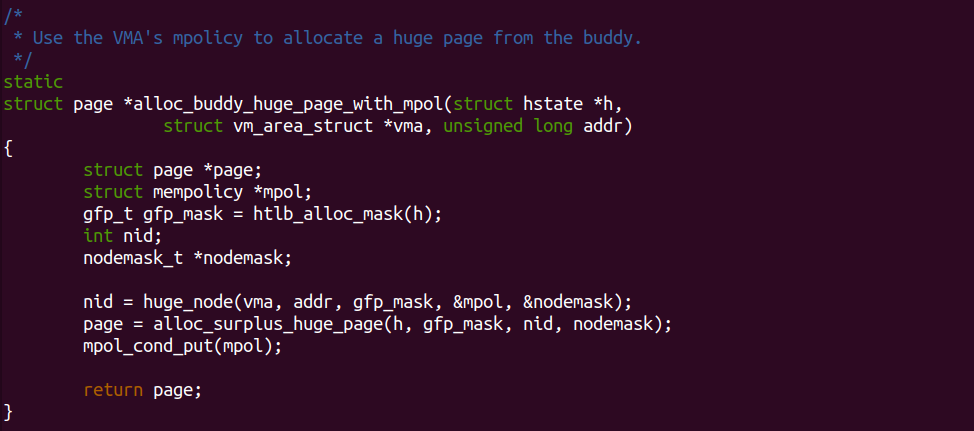 /*
 * Use the VMA's mpolicy to allocate a huge page from the buddy.
 */
static
struct page *alloc_buddy_huge_page_with_mpol(struct hstate *h,
                struct vm_area_struct *vma, unsigned long addr)
{
        struct page *page;
        struct mempolicy *mpol;
        gfp_t gfp_mask = htlb_alloc_mask(h);
        int nid;
        nodemask_t *nodemask;

        nid = huge_node(vma, addr, gfp_mask, &mpol, &nodemask);
        page = alloc_surplus_huge_page(h, gfp_mask, nid, nodemask);
        mpol_cond_put(mpol);

        return page;
}